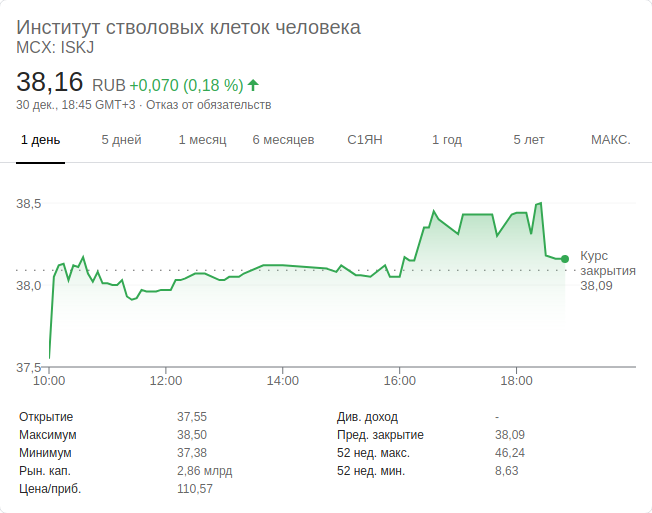 Институт стволовых клеток человека
MCX: ISKJ
38,16 RUB +0,070 (0,18 %)
30 дек., 18:45 GMT+3 · Отказ от обязательств
1 день 5 дней 1 месяц 6 месяцев С1ЯН 1 год 5 лет МАКС.
38,5
38,0
37,5
Курс
закрытия
38,09
10:00 12:00 14:00 16:00 18:00
Открытие 37,55 Див. доход -
Максимум 38,50 Пред. закрытие 38,09
Минимум 37,38 52 нед. макс. 46,24
Рын. кап. 2,86 млрд 52 нед. мин. 8,63
Цена/приб. 110,57